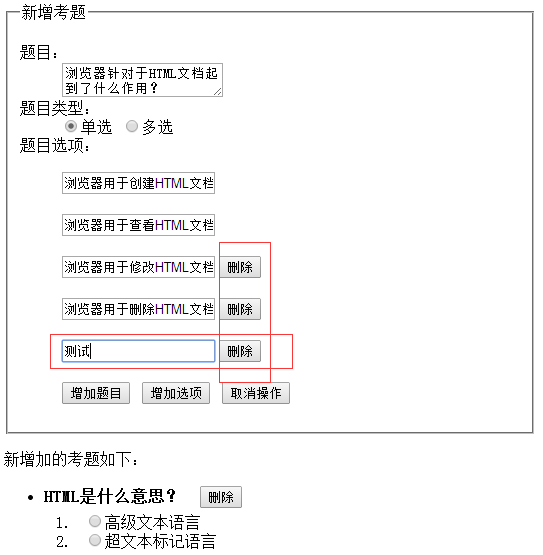 新增考题
题目：
浏览器针对于HTML文档起
到了什么作用？
题目类型：
单选 多选
题目选项：
浏览器用于创建HTML文档
浏览器用于查看HTML文档
浏览器用于修改HTML文档 删除
浏览器用于删除HTML文档 删除
测试 删除
增加题目 增加选项 取消操作
新增加的考题如下：
• HTML是什么意思？ 删除
1. 高级文本语言
2. 超文本标记语言